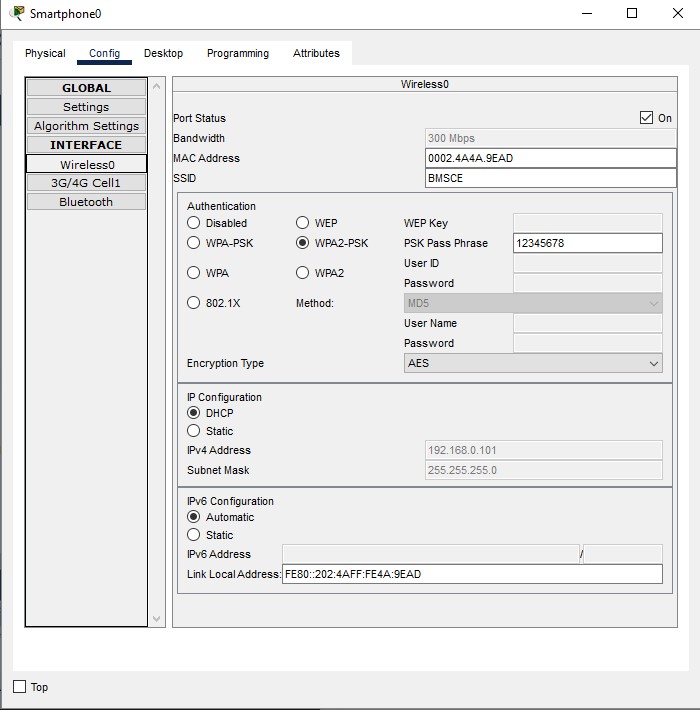 Smartphone0
Physical Config Desktop Programming Attributes
GLOBAL
Settings
Algorithm Settings
INTERFACE
Wireless0
3G/4G Cell1
Bluetooth
Wireless0
Port Status On
Bandwidth 300 Mbps
MAC Address 0002.4A4A.9EAD
SSID BMSCE
Authentication
Disabled WEP WEP Key
WPA-PSK WPA2-PSK PSK Pass Phrase 12345678
User ID
WPA WPA2
Password
802.1X Method: MD5
User Name
Password
Encryption Type AES
IP Configuration
DHCP
Static
IPv4 Address 192.168.0.101
Subnet Mask 255.255.255.0
IPv6 Configuration
Automatic
Static
IPv6 Address /
Link Local Address: FE80::202:4AFF:FE4A:9EAD
Top